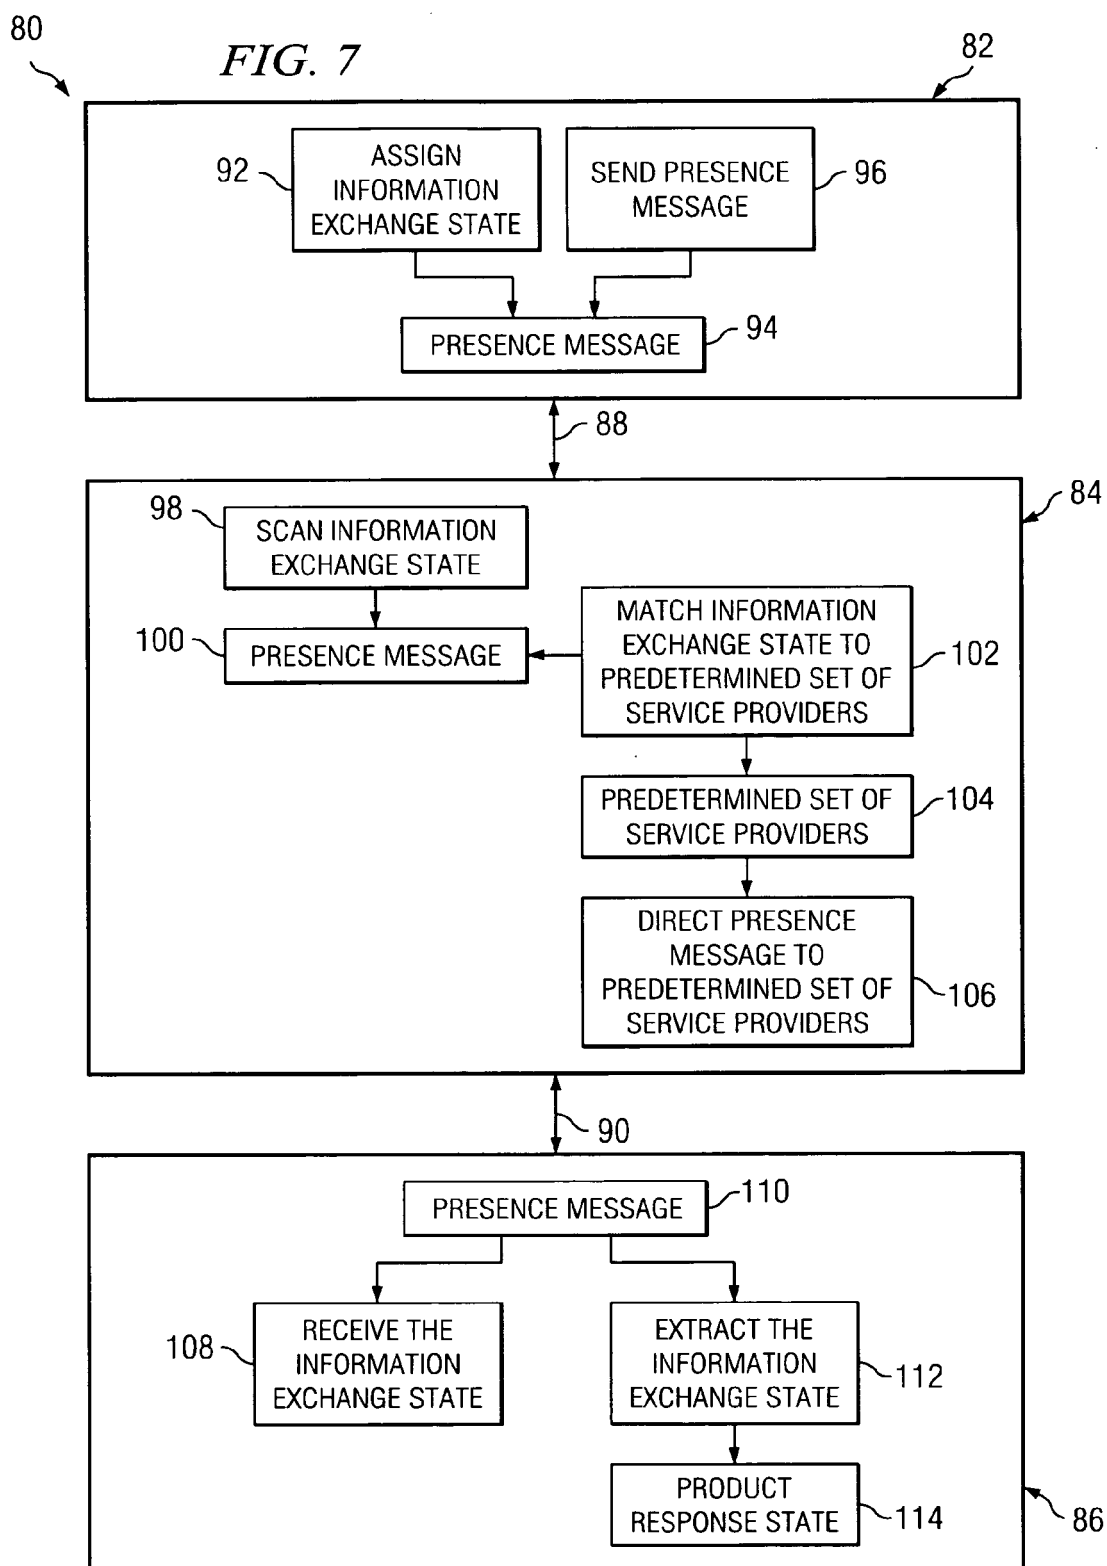 80
FIG. 7
82
92
ASSIGN
INFORMATION
EXCHANGE STATE
SEND PRESENCE
MESSAGE
96
PRESENCE MESSAGE
94
88
84
98
SCAN INFORMATION
EXCHANGE STATE
100
PRESENCE MESSAGE
MATCH INFORMATION
EXCHANGE STATE TO
PREDETERMINED SET OF
SERVICE PROVIDERS
102
PREDETERMINED SET OF
SERVICE PROVIDERS
104
DIRECT PRESENCE
MESSAGE TO
PREDETERMINED SET OF
SERVICE PROVIDERS
106
90
PRESENCE MESSAGE
110
108
RECEIVE THE
INFORMATION
EXCHANGE STATE
EXTRACT THE
INFORMATION
EXCHANGE STATE
112
PRODUCT
RESPONSE STATE
114
86